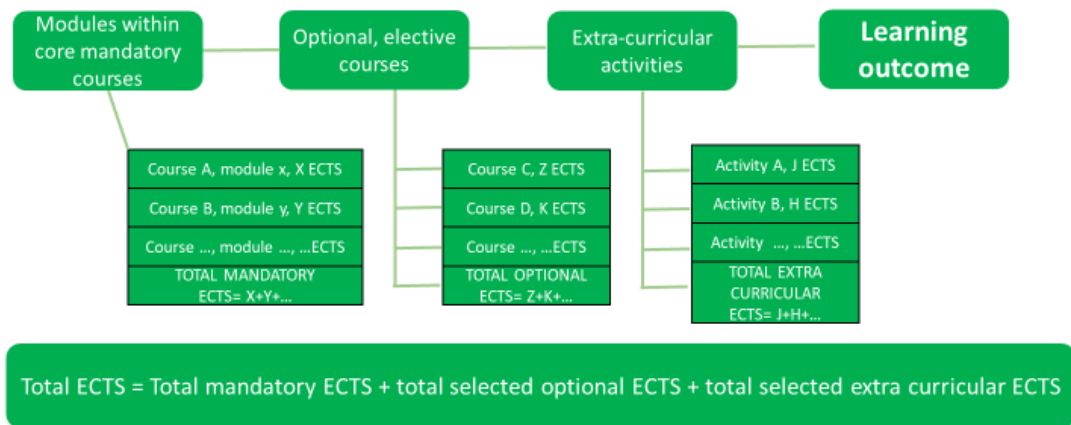 Modules within
core mandatory
courses
Optional, elective
courses
Extra-curricular
activities
Learning
outcome
Course A, module x, X ECTS
Course B, module y, Y ECTS
Course ..., module ..., ...ECTS
TOTAL MANDATORY
ECTS= X+Y+...
Course C, Z ECTS
Course D, K ECTS
Course ..., ...ECTS
TOTAL OPTIONAL
ECTS= Z+K+...
Activity A, J ECTS
Activity B, H ECTS
Activity ..., ...ECTS
TOTAL EXTRA
CURRICULAR
ECTS= J+H+...
Total ECTS = Total mandatory ECTS + total selected optional ECTS + total selected extra curricular ECTS